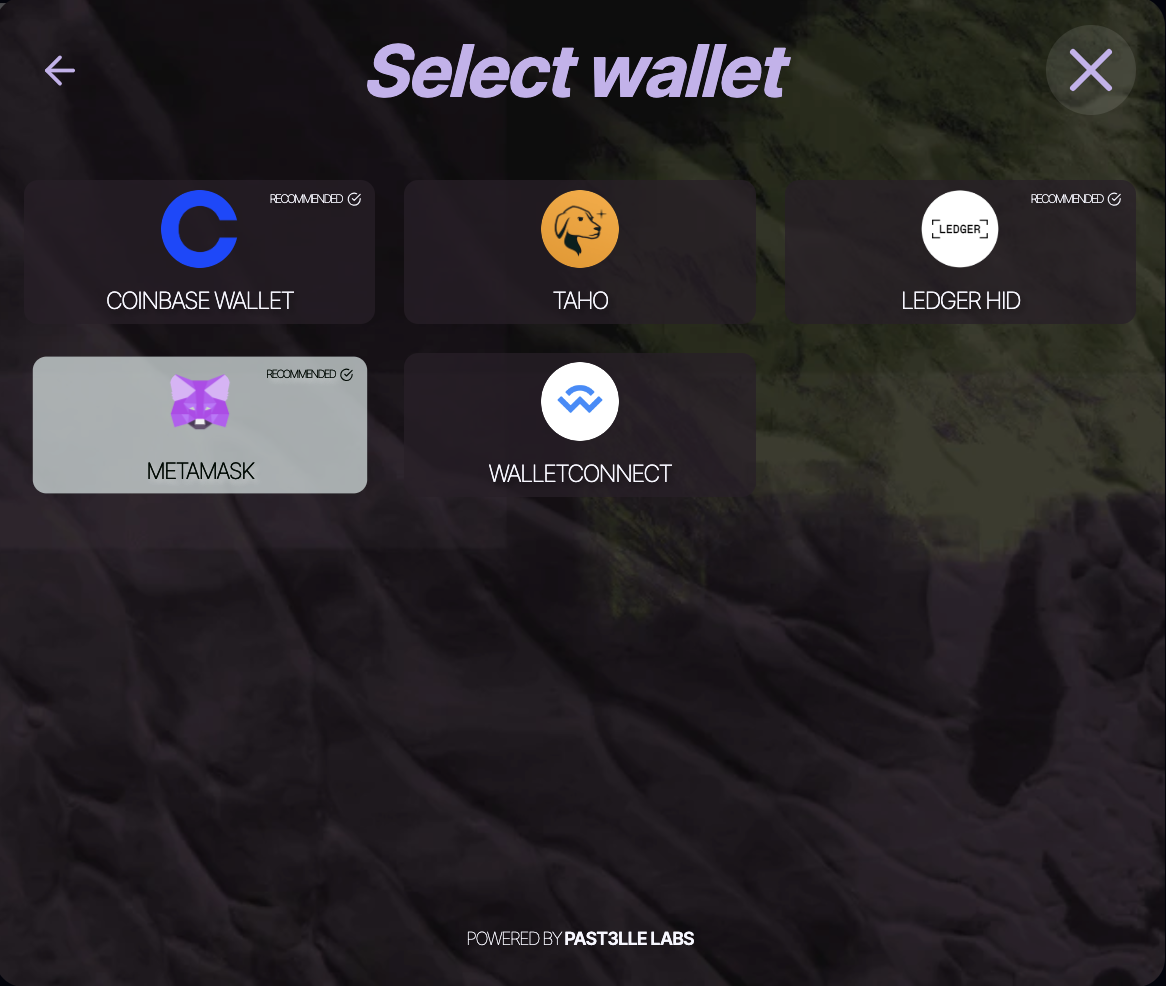 Select wallet
RECOMMENDED
COINBASE WALLET
TAHO
RECOMMENDED
LEDGER
LEDGER HID
RECOMMENDED
METAMASK
WALLETCONNECT
POWERED BY PAST3LLE LABS